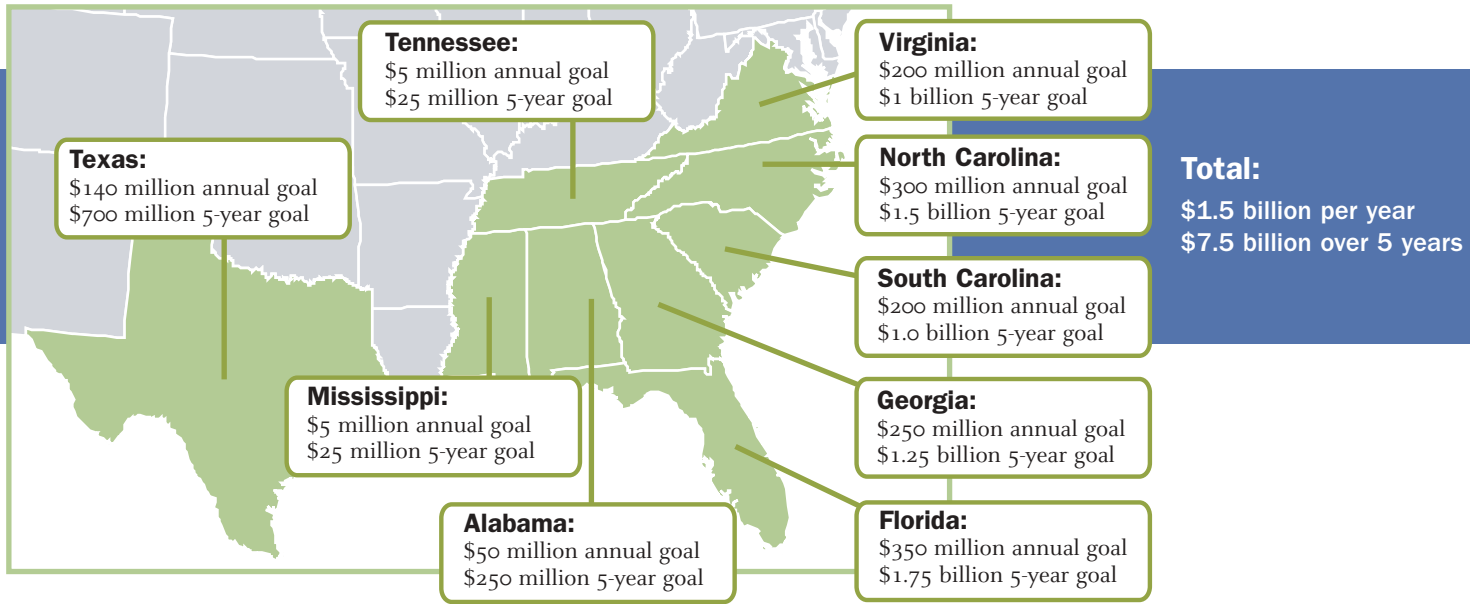 Tennessee:
$5 million annual goal
$25 million 5-year goal
Virginia:
$200 million annual goal
$1 billion 5-year goal
Texas:
$140 million annual goal
$700 million 5-year goal
North Carolina:
$300 million annual goal
$1.5 billion 5-year goal
Total:
$1.5 billion per year
$7.5 billion over 5 years
South Carolina:
$200 million annual goal
$1.0 billion 5-year goal
Mississippi:
$5 million annual goal
$25 million 5-year goal
Georgia:
$250 million annual goal
$1.25 billion 5-year goal
Alabama:
$50 million annual goal
$250 million 5-year goal
Florida:
$350 million annual goal
$1.75 billion 5-year goal